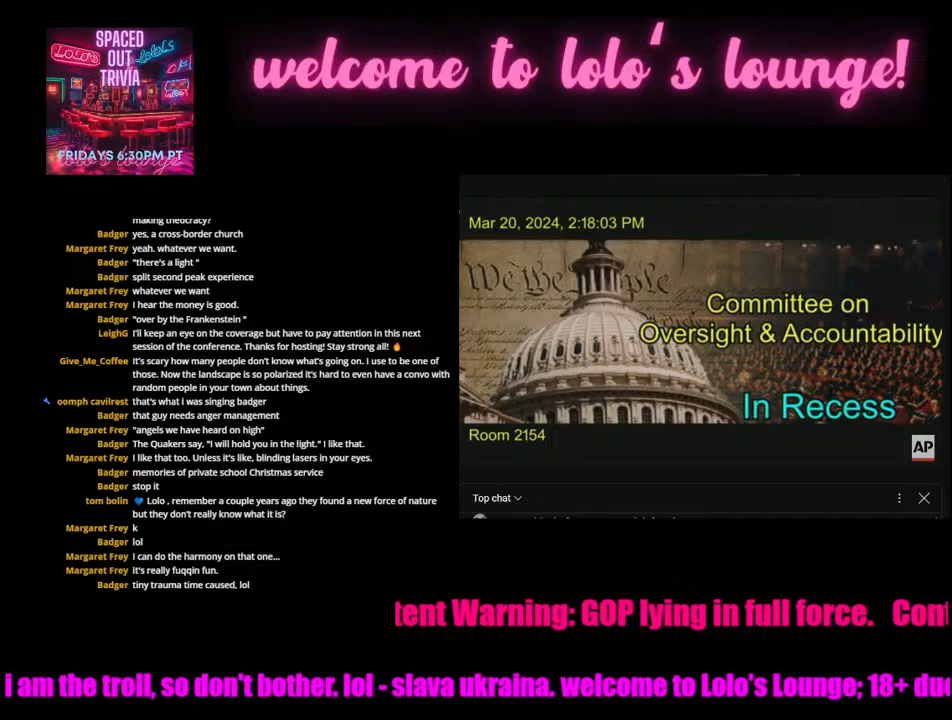 welcome to lolo's lounge!
SPACED
OUT
TRIVIA
LOLO'S
FRIDAYS 6:30PM PT
lolo's lounge
making theocracy?
Badger yes, a cross-border church
Margaret Frey yeah. whatever we want.
Badger "there's a light "
Badger split second peak experience
Margaret Frey whatever we want
Margaret Frey I hear the money is good.
Badger "over by the Frankenstein "
LeighG I'll keep an eye on the coverage but have to pay attention in this next
session of the conference. Thanks for hosting! Stay strong all! 🔥
Give_Me_Coffee It's scary how many people don't know what's going on. I use to be one of
those. Now the landscape is so polarized it's hard to even have a convo with
random people in your town about things.
oomph cavilrest that's what i was singing badger
Badger that guy needs anger management
Margaret Frey "angels we have heard on high"
Badger The Quakers say, "I will hold you in the light." I like that.
Margaret Frey I like that too. Unless it's like, blinding lasers in your eyes.
Badger memories of private school Christmas service
Badger stop it
tom bolin 💙 Lolo , remember a couple years ago they found a new force of nature
but they don't really know what it is?
Margaret Frey k
Badger lol
Margaret Frey I can do the harmony on that one...
Margaret Frey it's really fuqqin fun.
Badger tiny trauma time caused, lol
Mar 20, 2024, 2:18:03 PM
We the People
Committee on
Oversight & Accountability
In Recess
Room 2154
AP
Top chat
tent Warning: GOP lying in full force. Cont
i am the troll, so don't bother. lol - slava ukraina. welcome to Lolo's Lounge; 18+ due